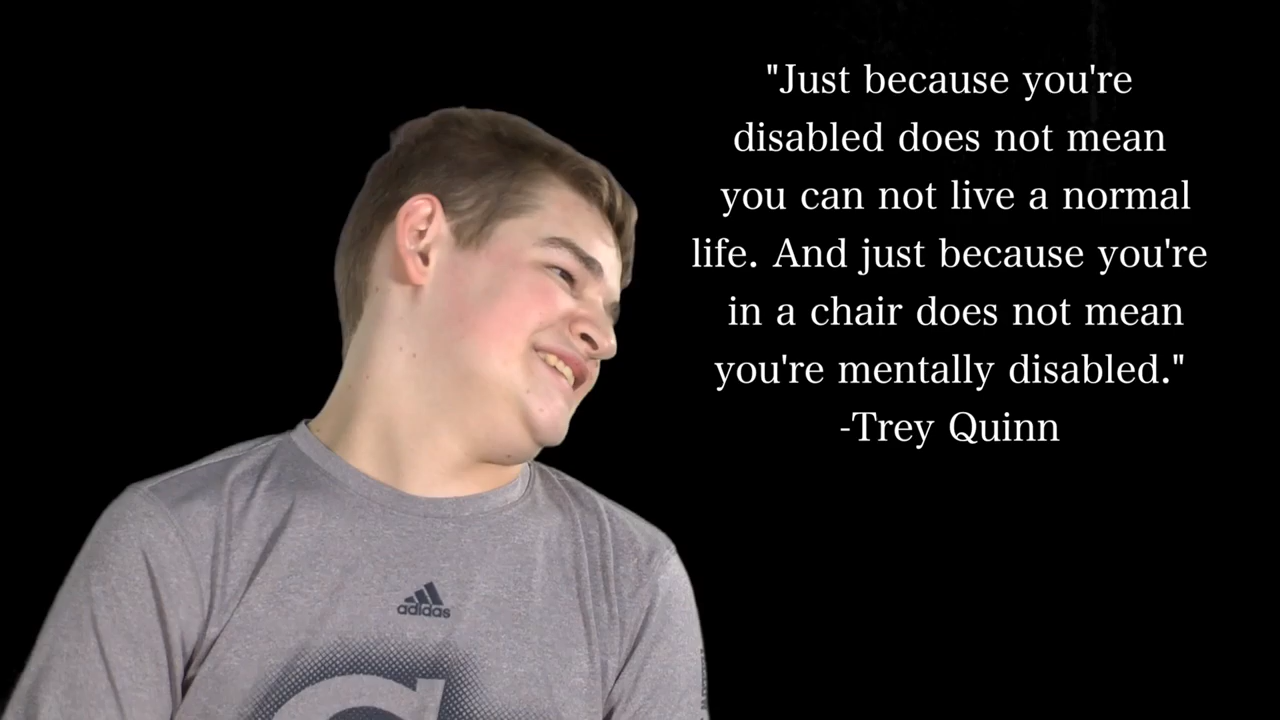 "Just because you're
disabled does not mean
you can not live a normal
life. And just because you're
in a chair does not mean
you're mentally disabled."
-Trey Quinn
adidas